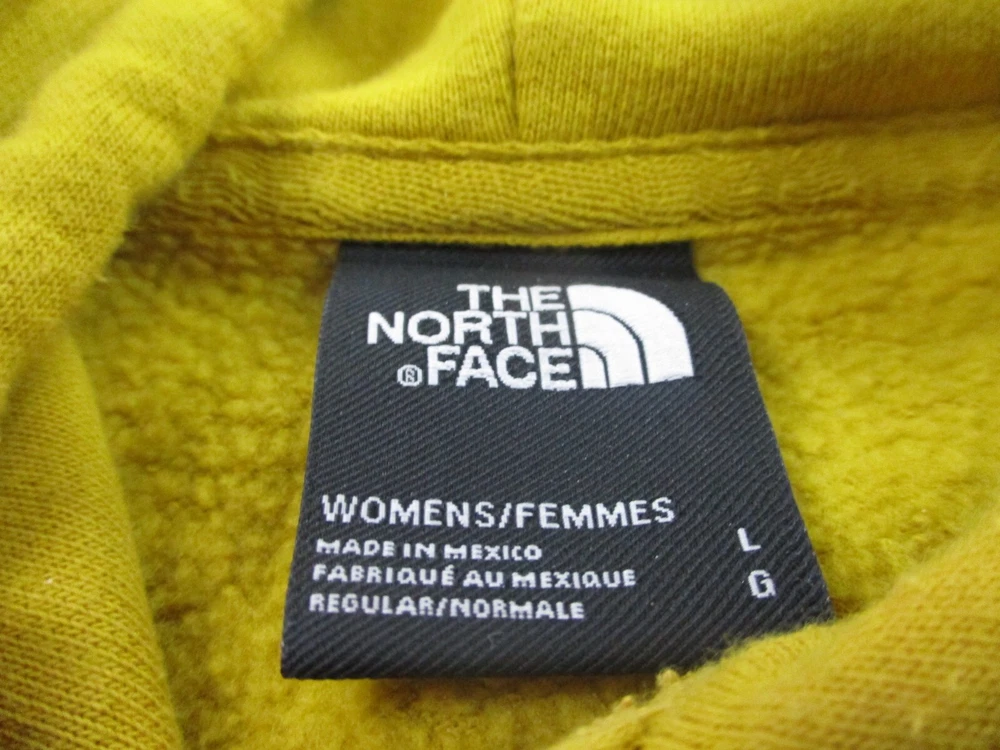 THE
NORTH
®FACE
WOMENS/FEMMES
MADE IN MEXICO
L
FABRIQUÉ AU MEXIQUE
G
REGULAR/NORMALE